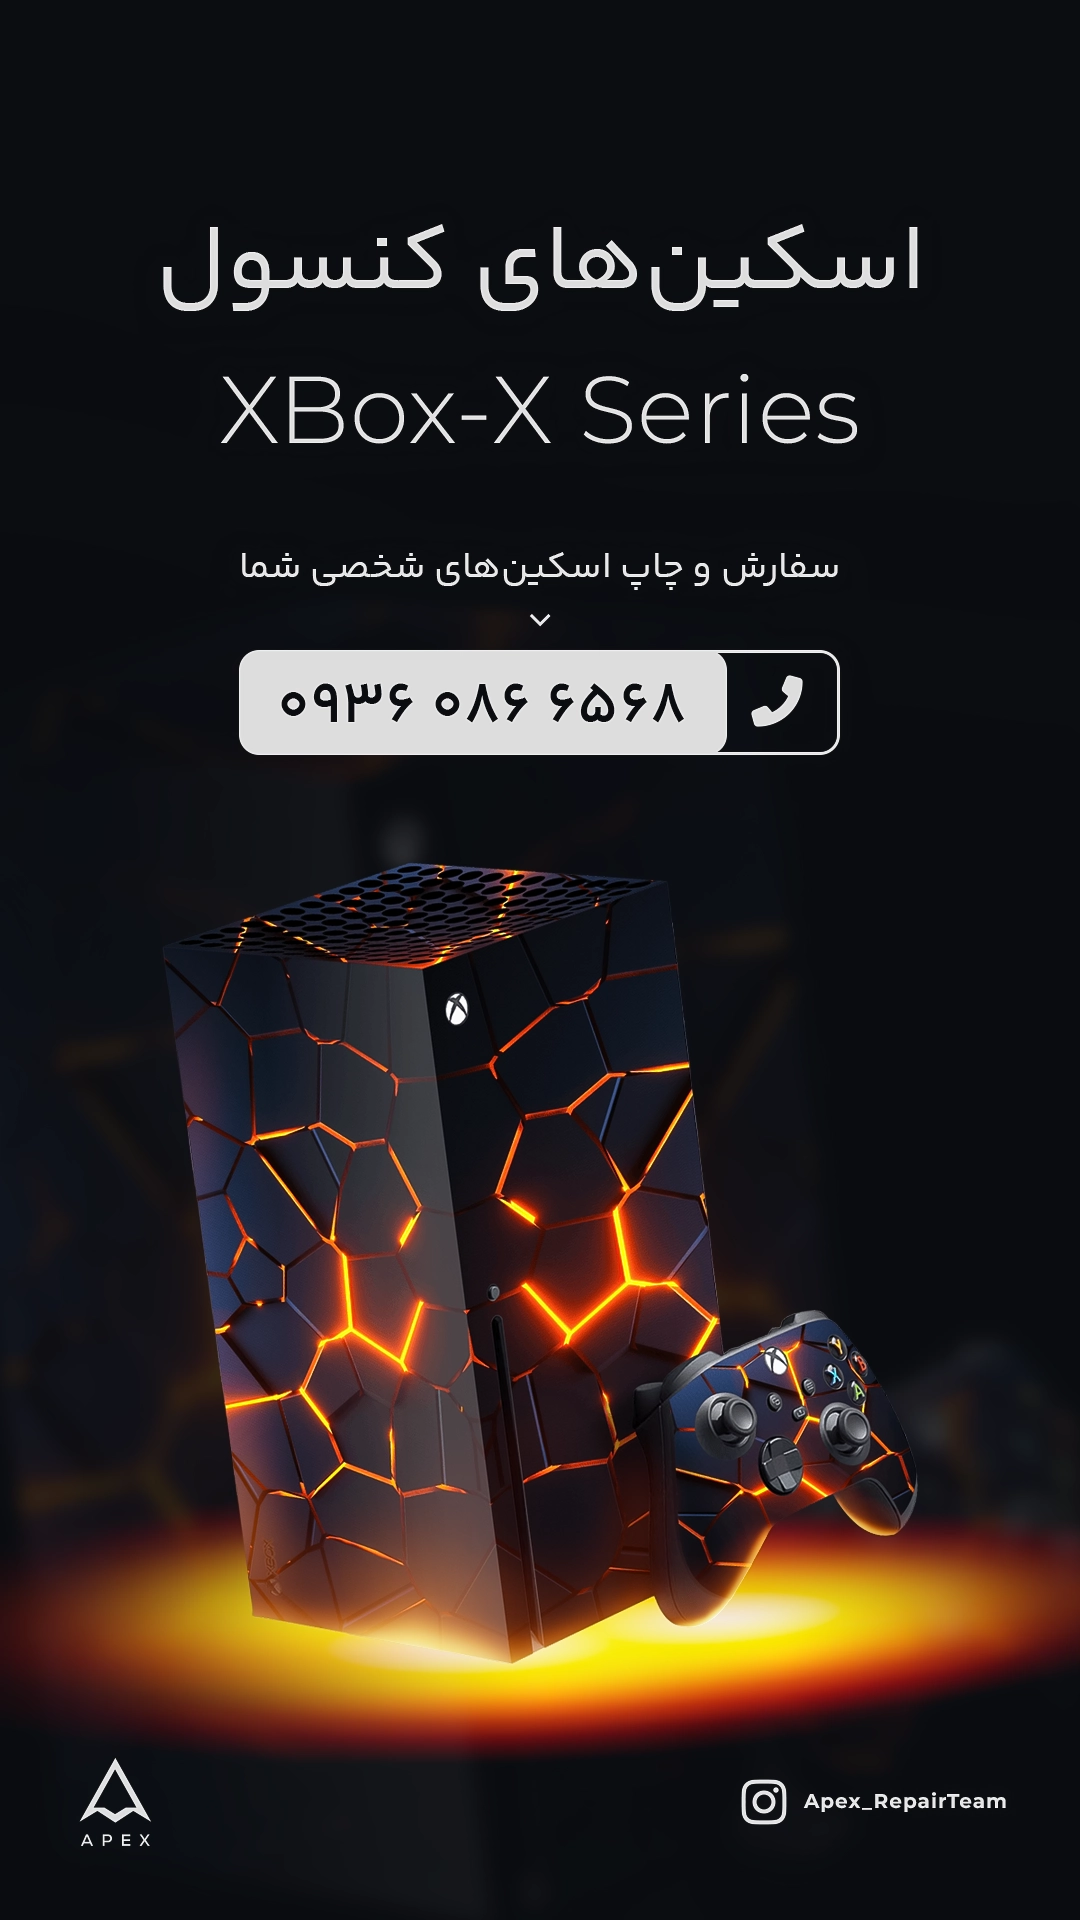 اسکین‌های کنسول
XBox-X Series
سفارش و چاپ اسکین‌های شخصی شما
۰۹۳۶ ۰۸۶ ۶۵۶۸
Y
B
X
A
APEX
Apex_RepairTeam